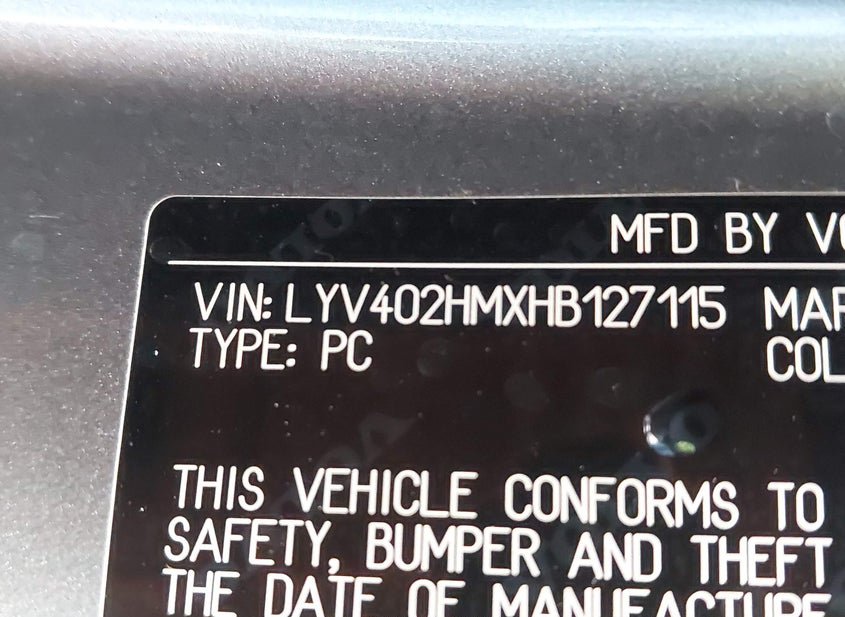 MFD BY VO
VIN: LYV402HMXHB127115 MAR
TYPE: PC COL
THIS VEHICLE CONFORMS TO
SAFETY, BUMPER AND THEFT
THE DATE OF MANUFACTURE